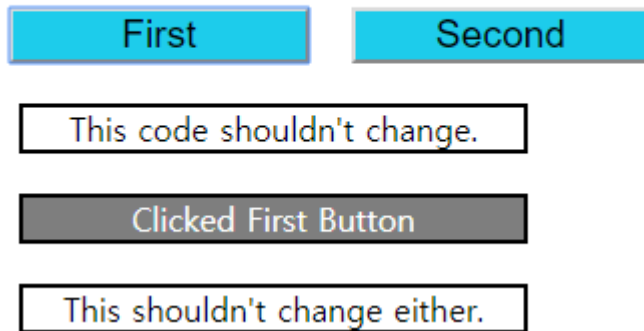 First
Second
This code shouldn't change.
Clicked First Button
This shouldn't change either.